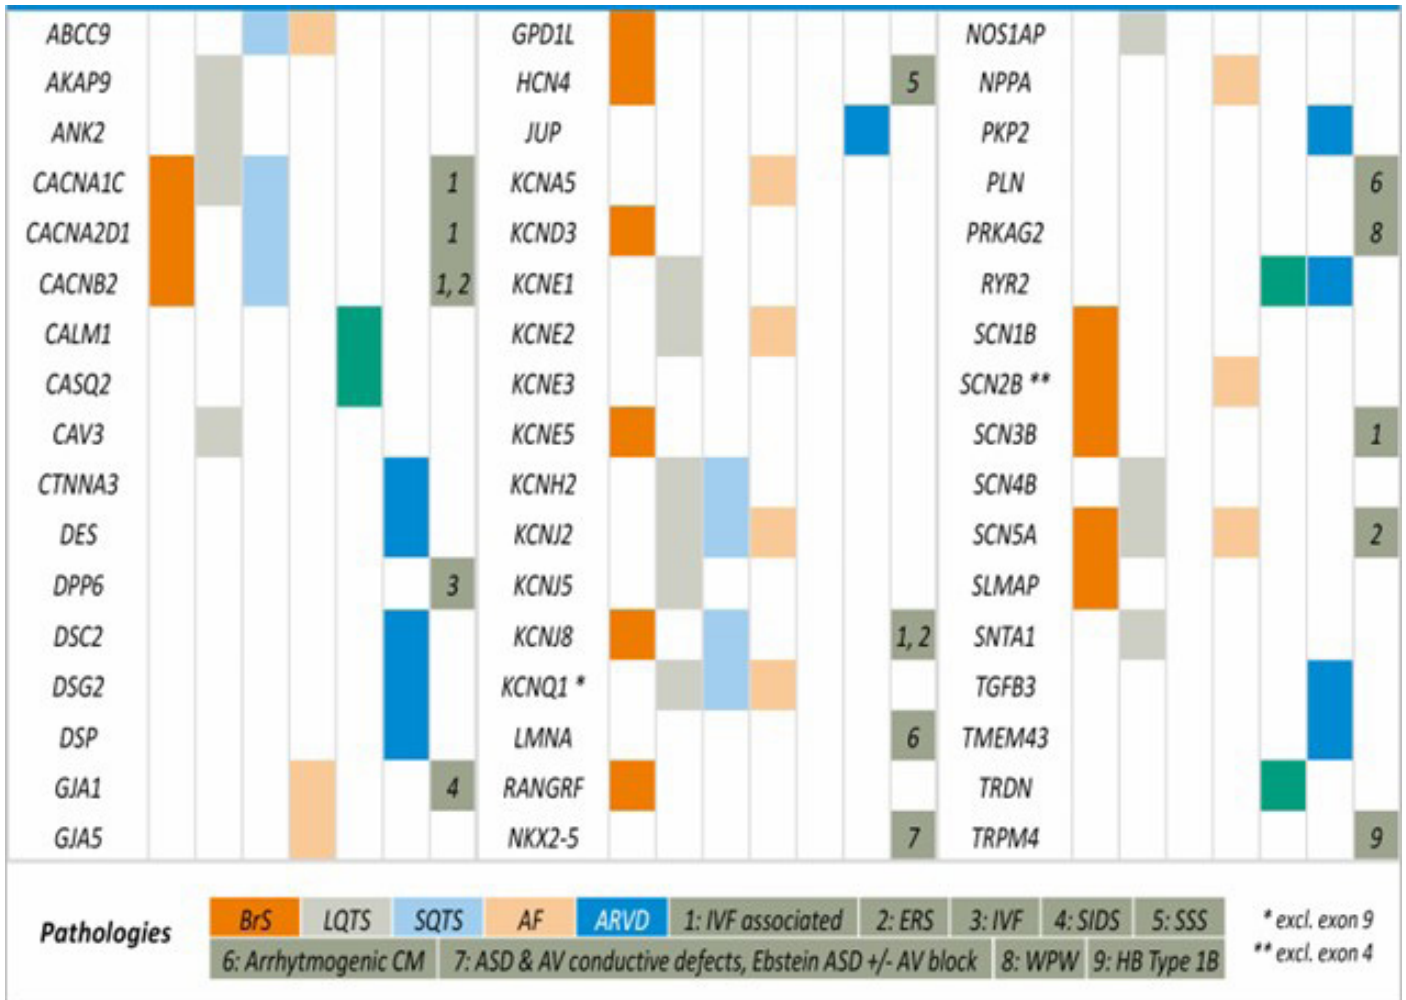 ABCC9 GPD1L NOS1AP
AKAP9 HCN4 5 NPPA
ANK2 JUP PKP2
CACNA1C 1 KCNA5 PLN 6
CACNA2D1 1 KCND3 PRKAG2 8
CACNB2 1, 2 KCNE1 RYR2
CALM1 KCNE2 SCN1B
CASQ2 KCNE3 SCN2B **
CAV3 KCNE5 SCN3B 1
CTNNA3 KCNH2 SCN4B
DES KCNJ2 SCN5A 2
DPP6 3 KCNJ5 SLMAP
DSC2 KCNJ8 1, 2 SNTA1
DSG2 KCNQ1 * TGFB3
DSP LMNA 6 TMEM43
GJA1 4 RANGRF TRDN
GJA5 NKX2-5 7 TRPM4 9
Pathologies
BrS LQTS SQTS AF ARVD 1: IVF associated 2: ERS 3: IVF 4: SIDS 5: SSS
6: Arrhytmogenic CM 7: ASD & AV conductive defects, Ebstein ASD +/- AV block 8: WPW 9: HB Type 1B
* excl. exon 9
** excl. exon 4